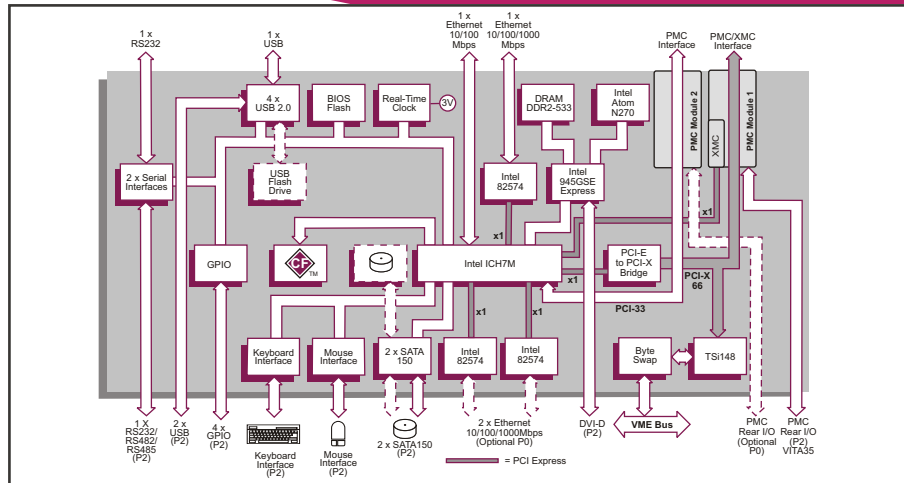 1 x
RS232
1 x
USB
1 x
Ethernet
10/100
Mbps
1 x
Ethernet
10/100/1000
Mbps
PMC
Interface
PMC/XMC
Interface
4 x
USB 2.0
BIOS
Flash
Real-Time
Clock
3V
DRAM
DDR2-533
Intel
Atom
N270
PMC Module 2
XMC
PMC Module 1
2 x Serial
Interfaces
USB
Flash
Drive
Intel
82574
Intel
945GSE
Express
x1
x1
GPIO
CF
TM
Intel ICH7M
PCI-E
to PCI-X
Bridge
x1
PCI-X
66
PCI-33
x1
x1
Keyboard
Interface
Mouse
Interface
2 x SATA
150
Intel
82574
Intel
82574
Byte
Swap
TSi148
1 X
RS232/
RS482/
RS485
(P2)
2 x
USB
(P2)
4 x
GPIO
(P2)
Keyboard
Interface
(P2)
Mouse
Interface
(P2)
2 x SATA150
(P2)
2 x Ethernet
10/100/1000Mbps
(Optional P0)
DVI-D
(P2)
VME Bus
PMC
Rear I/O
(Optional
P0)
PMC
Rear I/O
(P2)
VITA35
= PCI Express